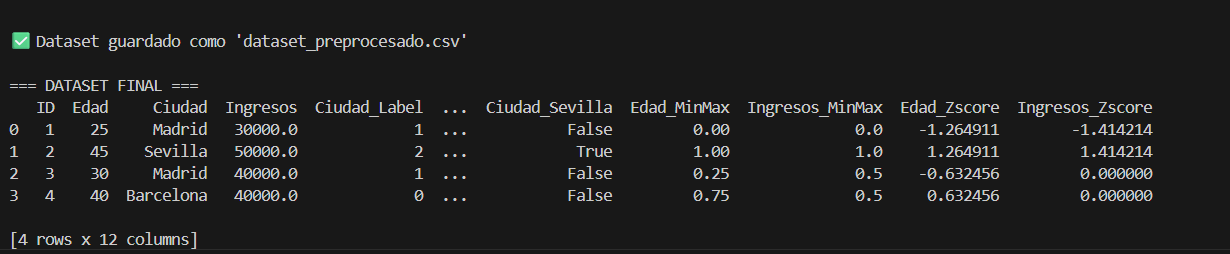 ✅ Dataset guardado como 'dataset_preprocesado.csv'
=== DATASET FINAL ===
ID Edad Ciudad Ingresos Ciudad_Label ... Ciudad_Sevilla Edad_MinMax Ingresos_MinMax Edad_Zscore Ingresos_Zscore
0 1 25 Madrid 30000.0 1 ... False 0.00 0.0 -1.264911 -1.414214
1 2 45 Sevilla 50000.0 2 ... True 1.00 1.0 1.264911 1.414214
2 3 30 Madrid 40000.0 1 ... False 0.25 0.5 -0.632456 0.000000
3 4 40 Barcelona 40000.0 0 ... False 0.75 0.5 0.632456 0.000000
[4 rows x 12 columns]